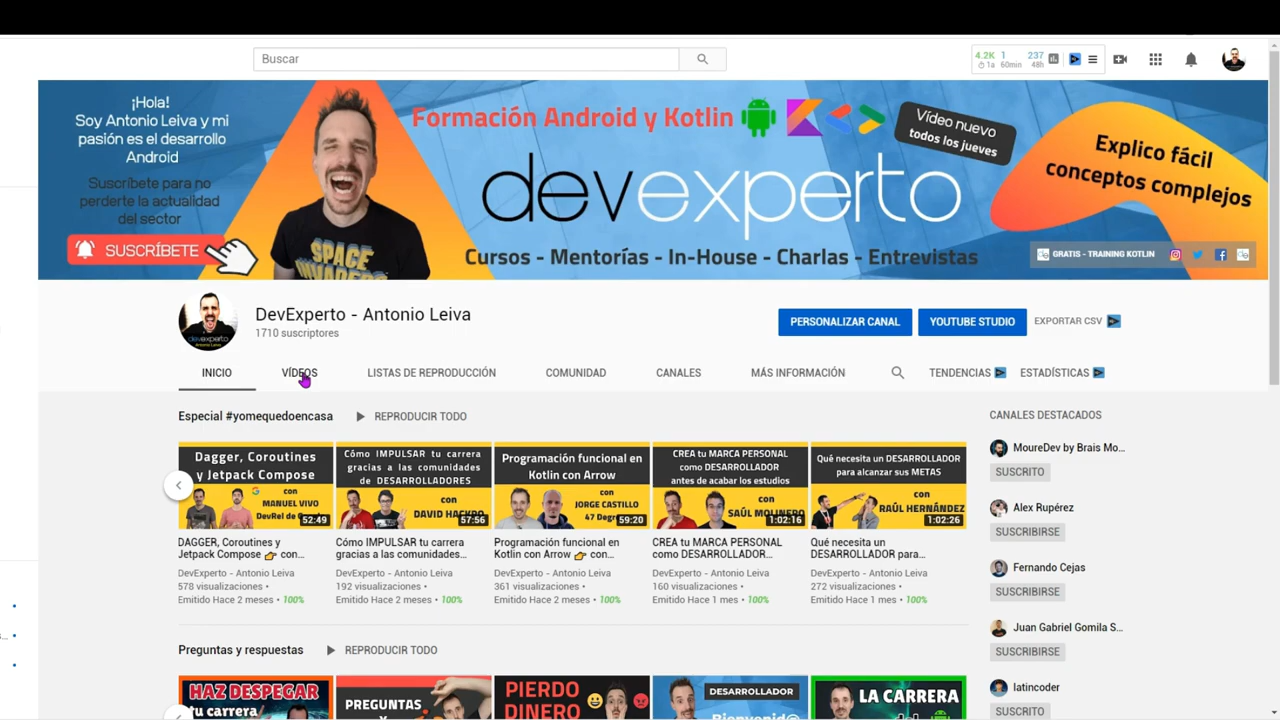 Buscar
4.2K 1 237
1a 60min 48h
¡Hola!
Soy Antonio Leiva y mi
pasión es el desarrollo
Android
Suscríbete para no
perderte la actualidad
del sector
SUSCRÍBETE
SPACE
INVADERS
Formación Android y Kotlin
Vídeo nuevo
todos los jueves
devexperto
Cursos - Mentorías - In-House - Charlas - Entrevistas
Explico fácil
conceptos complejos
GRATIS - TRAINING KOTLIN
devexperto
DevExperto - Antonio Leiva
1710 suscriptores
PERSONALIZAR CANAL
YOUTUBE STUDIO
EXPORTAR CSV
INICIO
VÍDEOS
LISTAS DE REPRODUCCIÓN
COMUNIDAD
CANALES
MÁS INFORMACIÓN
TENDENCIAS
ESTADÍSTICAS
Especial #yomequedoencasa
REPRODUCIR TODO
Dagger, Coroutines
y Jetpack Compose
con
MANUEL VIVO
DevRel de
52:49
DAGGER, Coroutines y
Jetpack Compose 👉 con...
DevExperto - Antonio Leiva
578 visualizaciones •
Emitido Hace 2 meses • 100%
Cómo IMPULSAR tu carrera
gracias a las comunidades
de DESARROLLADORES
con
DAVID
57:56
Cómo IMPULSAR tu carrera
gracias a las comunidades...
DevExperto - Antonio Leiva
192 visualizaciones •
Emitido Hace 2 meses • 100%
Programación funcional en
Kotlin con Arrow
con
JORGE CASTILLO
47
59:20
Programación funcional en
Kotlin con Arrow 👉 con...
DevExperto - Antonio Leiva
361 visualizaciones •
Emitido Hace 2 meses • 100%
CREA tu MARCA PERSONAL
como DESARROLLADOR
antes de acabar los estudios
con
SAÚL MOLINERO
1:02:16
CREA tu MARCA PERSONAL
como DESARROLLADOR...
DevExperto - Antonio Leiva
160 visualizaciones •
Emitido Hace 1 mes • 100%
Qué necesita un DESARROLLADOR
para alcanzar sus METAS
con
RAÚL HERNÁNDEZ
1:02:26
Qué necesita un
DESARROLLADOR para...
DevExperto - Antonio Leiva
272 visualizaciones •
Emitido Hace 1 mes • 100%
CANALES DESTACADOS
MoureDev by Brais Mo...
SUSCRITO
Alex Rupérez
SUSCRIBIRSE
Fernando Cejas
SUSCRIBIRSE
Juan Gabriel Gomila S...
SUSCRIBIRSE
latincoder
SUSCRITO
Preguntas y respuestas
REPRODUCIR TODO
HAZ DESPEGAR
tu carrera
PREGUNTAS
Y
PIERDO
DINERO
DESARROLLADOR
LA CARRERA